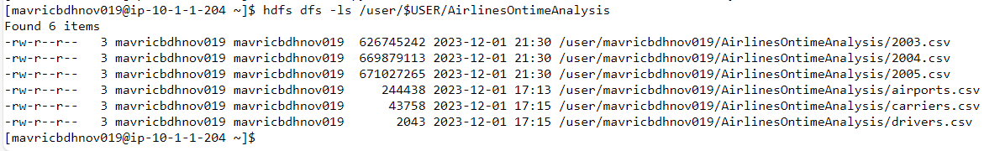 [mavricbdhnov019@ip-10-1-1-204 ~]$ hdfs dfs -ls /user/$USER/AirlinesOntimeAnalysis
Found 6 items
-rw-r--r--   3 mavricbdhnov019 mavricbdhnov019  626745242 2023-12-01 21:30 /user/mavricbdhnov019/AirlinesOntimeAnalysis/2003.csv
-rw-r--r--   3 mavricbdhnov019 mavricbdhnov019  669879113 2023-12-01 21:30 /user/mavricbdhnov019/AirlinesOntimeAnalysis/2004.csv
-rw-r--r--   3 mavricbdhnov019 mavricbdhnov019  671027265 2023-12-01 21:30 /user/mavricbdhnov019/AirlinesOntimeAnalysis/2005.csv
-rw-r--r--   3 mavricbdhnov019 mavricbdhnov019     244438 2023-12-01 17:13 /user/mavricbdhnov019/AirlinesOntimeAnalysis/airports.csv
-rw-r--r--   3 mavricbdhnov019 mavricbdhnov019      43758 2023-12-01 17:15 /user/mavricbdhnov019/AirlinesOntimeAnalysis/carriers.csv
-rw-r--r--   3 mavricbdhnov019 mavricbdhnov019       2043 2023-12-01 17:15 /user/mavricbdhnov019/AirlinesOntimeAnalysis/drivers.csv
[mavricbdhnov019@ip-10-1-1-204 ~]$